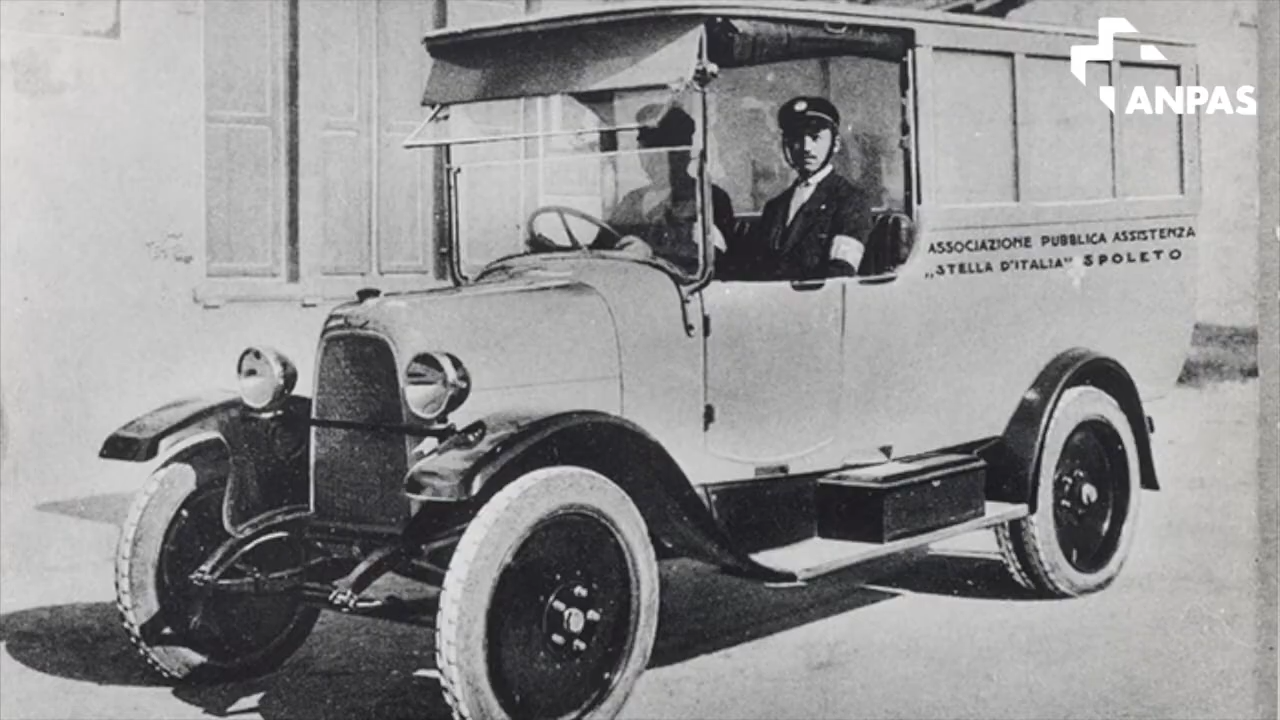 ANPAS
ASSOCIAZIONE PUBBLICA ASSISTENZA
„STELLA D'ITALIA" SPOLETO